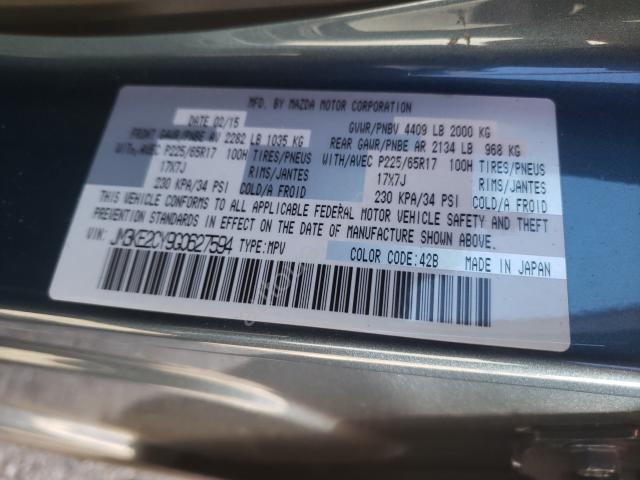 MFD. BY MAZDA MOTOR CORPORATION
DATE 02/15 GVWR/PNBV 4409 LB 2000 KG
FRONT GAWR/PNBE AV 2282 LB 1035 KG REAR GAWR/PNBE AR 2134 LB 968 KG
WITH/AVEC P225/65R17 100H TIRES/PNEUS WITH/AVEC P225/65R17 100H TIRES/PNEUS
17X7J RIMS/JANTES 17X7J RIMS/JANTES
230 KPA/34 PSI COLD/A FROID 230 KPA/34 PSI COLD/A FROID
THIS VEHICLE CONFORMS TO ALL APPLICABLE FEDERAL MOTOR VEHICLE SAFETY AND THEFT
PREVENTION STANDARDS IN EFFECT ON THE DATE OF MANUFACTURE SHOWN ABOVE.
VIN: JM3KE2CY9G0627594 TYPE:MPV COLOR CODE:42B MADE IN JAPAN